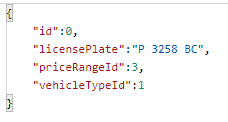 {
"id":0,
"licensePlate":"P 3258 BC",
"priceRangeId":3,
"vehicleTypeId":1
}